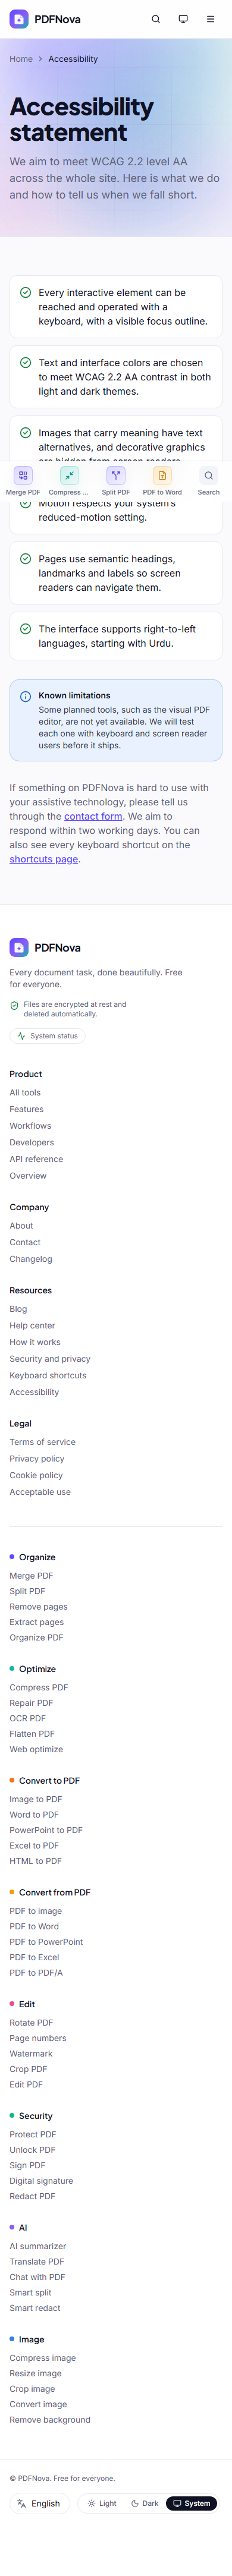 PDFNova
Home > Accessibility
Accessibility
statement
We aim to meet WCAG 2.2 level AA
across the whole site. Here is what we do
and how to tell us when we fall short.
Every interactive element can be
reached and operated with a
keyboard, with a visible focus outline.
Text and interface colors are chosen
to meet WCAG 2.2 AA contrast in both
light and dark themes.
Images that carry meaning have text
alternatives, and decorative graphics
are hidden from screen readers.
Merge PDF
Compress ...
Split PDF
PDF to Word
Search
Motion respects your system's
reduced-motion setting.
Pages use semantic headings,
landmarks and labels so screen
readers can navigate them.
The interface supports right-to-left
languages, starting with Urdu.
Known limitations
Some planned tools, such as the visual PDF
editor, are not yet available. We will test
each one with keyboard and screen reader
users before it ships.
If something on PDFNova is hard to use with
your assistive technology, please tell us
through the contact form. We aim to
respond within two working days. You can
also see every keyboard shortcut on the
shortcuts page.
PDFNova
Every document task, done beautifully. Free
for everyone.
Files are encrypted at rest and
deleted automatically.
System status
Product
All tools
Features
Workflows
Developers
API reference
Overview
Company
About
Contact
Changelog
Resources
Blog
Help center
How it works
Security and privacy
Keyboard shortcuts
Accessibility
Legal
Terms of service
Privacy policy
Cookie policy
Acceptable use
Organize
Merge PDF
Split PDF
Remove pages
Extract pages
Organize PDF
Optimize
Compress PDF
Repair PDF
OCR PDF
Flatten PDF
Web optimize
Convert to PDF
Image to PDF
Word to PDF
PowerPoint to PDF
Excel to PDF
HTML to PDF
Convert from PDF
PDF to image
PDF to Word
PDF to PowerPoint
PDF to Excel
PDF to PDF/A
Edit
Rotate PDF
Page numbers
Watermark
Crop PDF
Edit PDF
Security
Protect PDF
Unlock PDF
Sign PDF
Digital signature
Redact PDF
AI
AI summarizer
Translate PDF
Chat with PDF
Smart split
Smart redact
Image
Compress image
Resize image
Crop image
Convert image
Remove background
© PDFNova. Free for everyone.
English
Light
Dark
System